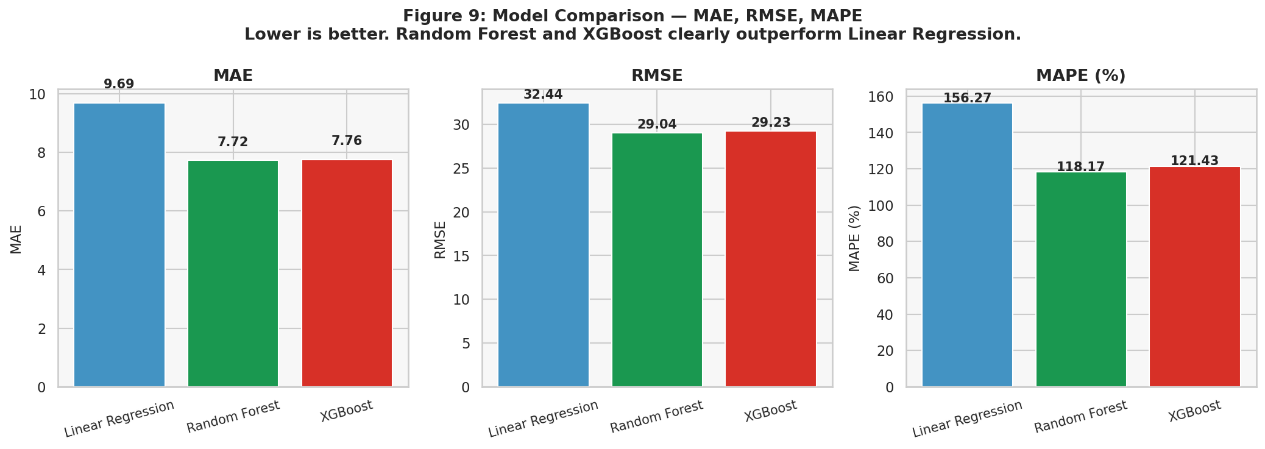 Figure 9: Model Comparison — MAE, RMSE, MAPE
Lower is better. Random Forest and XGBoost clearly outperform Linear Regression.
MAE
10
8
6
4
2
0
MAE
9.69
7.72
7.76
Linear Regression
Random Forest
XGBoost
RMSE
30
25
20
15
10
5
0
RMSE
32.44
29.04
29.23
Linear Regression
Random Forest
XGBoost
MAPE (%)
160
140
120
100
80
60
40
20
0
MAPE (%)
156.27
118.17
121.43
Linear Regression
Random Forest
XGBoost